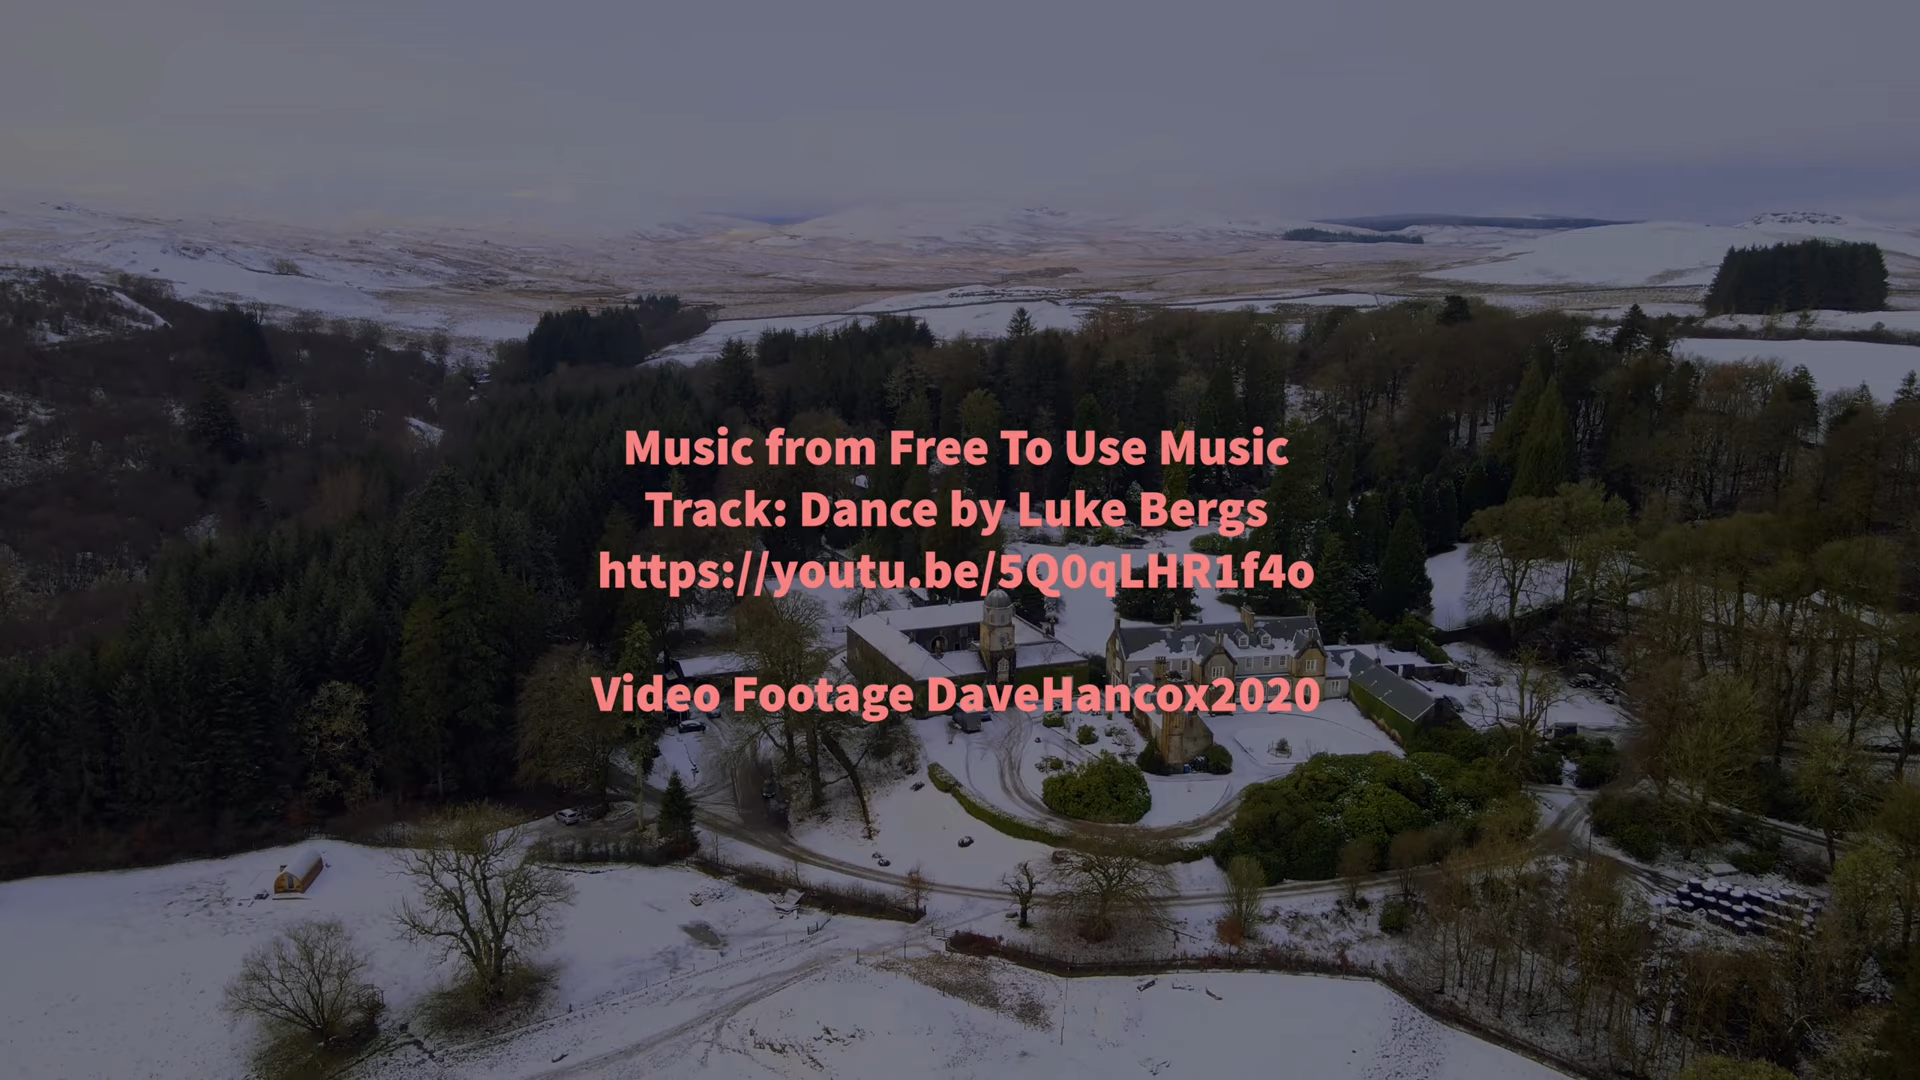 Music from Free To Use Music
Track: Dance by Luke Bergs
https://youtu.be/5Q0qLHR1f4o
Video Footage DaveHancox2020